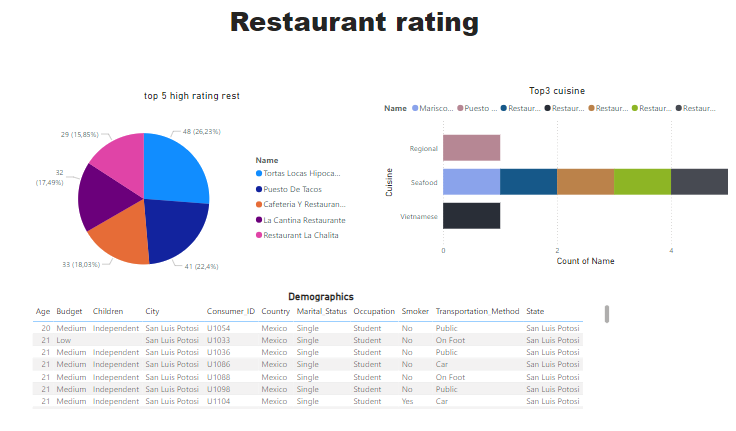 Restaurant rating
top 5 high rating rest
48 (26,23%)
41 (22,4%)
33 (18,03%)
32
(17,49%)
29 (15,85%)
Name
Tortas Locas Hipoca...
Puesto De Tacos
Cafeteria Y Restauran...
La Cantina Restaurante
Restaurant La Chalita
Top3 cuisine
Name Marisco... Puesto ... Restaur... Restaur... Restaur... Restaur... Restaur...
Cuisine
Regional
Seafood
Vietnamese
0 2 4
Count of Name
Demographics
Age Budget Children City Consumer_ID Country Marital_Status Occupation Smoker Transportation_Method State
20 Medium Independent San Luis Potosi U1054 Mexico Single Student No Public San Luis Potosi
21 Low San Luis Potosi U1033 Mexico Single Student No On Foot San Luis Potosi
21 Medium Independent San Luis Potosi U1036 Mexico Single Student No Public San Luis Potosi
21 Medium Independent San Luis Potosi U1086 Mexico Single Student No Car San Luis Potosi
21 Medium Independent San Luis Potosi U1088 Mexico Single Student No On Foot San Luis Potosi
21 Medium Independent San Luis Potosi U1098 Mexico Single Student No Public San Luis Potosi
21 Medium Independent San Luis Potosi U1104 Mexico Single Student Yes Car San Luis Potosi